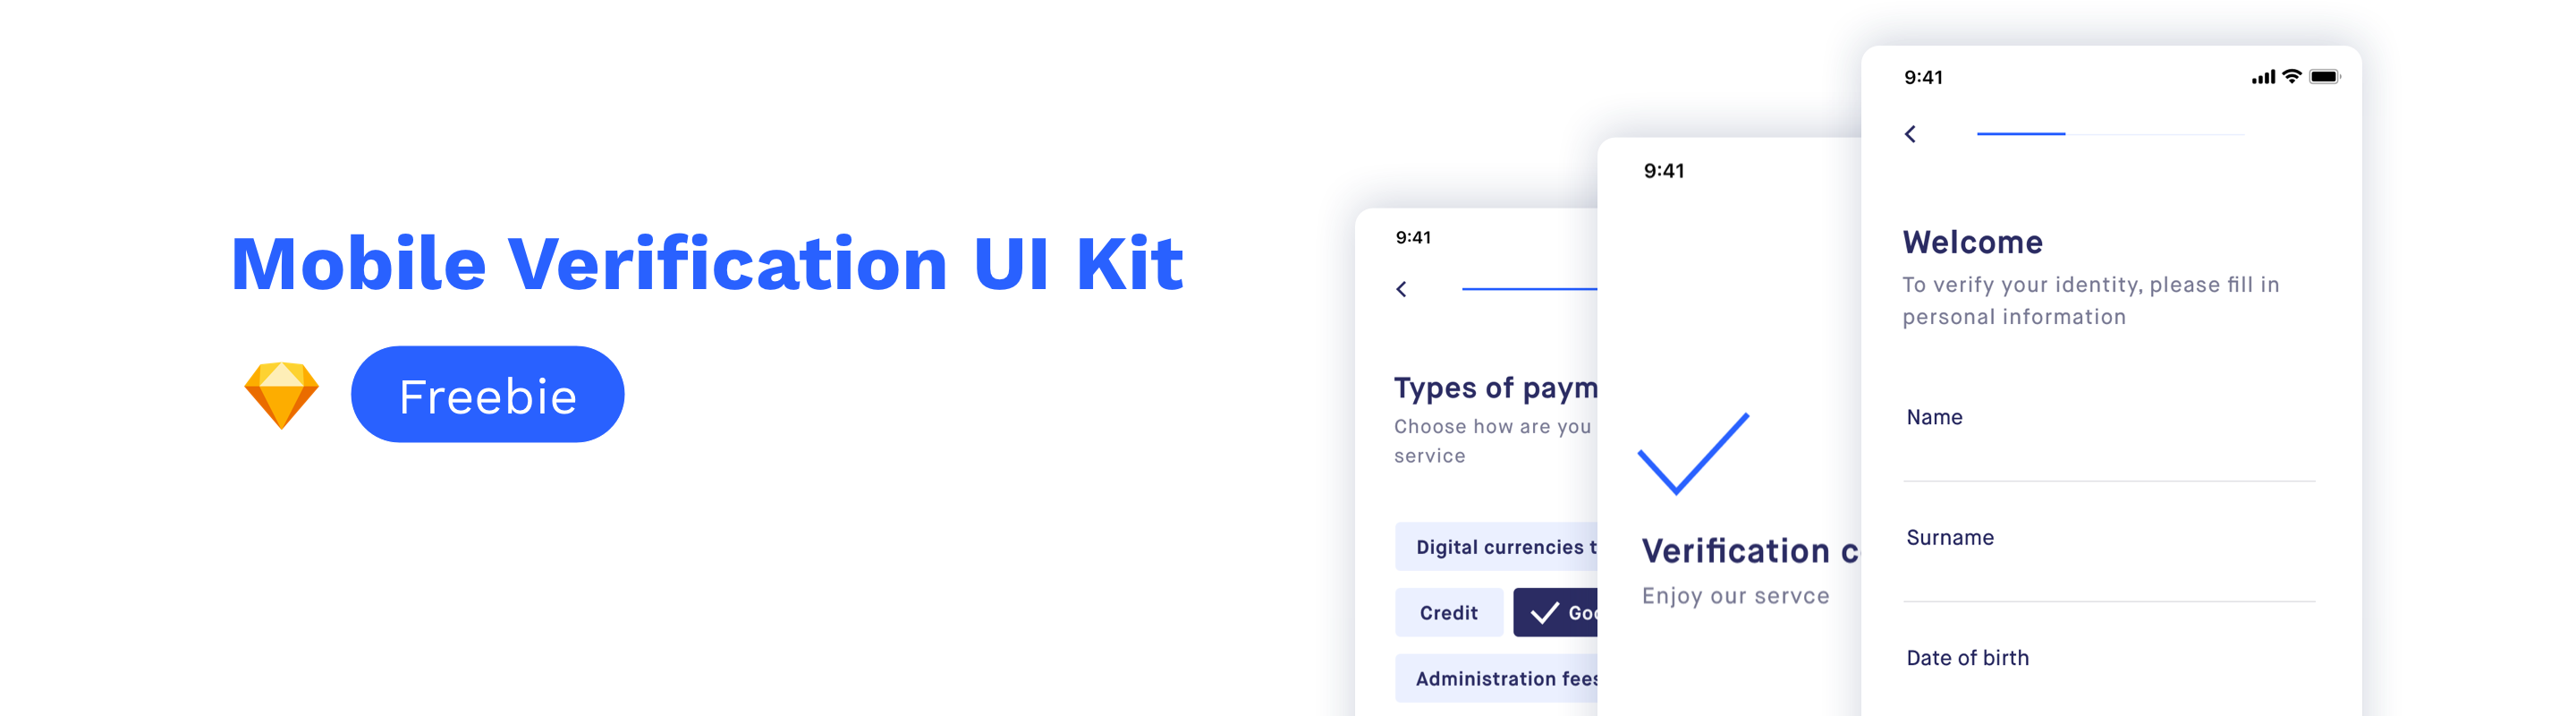 Mobile Verification UI Kit
Freebie
9:41
Types of paym
Choose how are you
service
Digital currencies t
Credit
Goo
Administration fees
9:41
Verification c
Enjoy our servce
9:41
Welcome
To verify your identity, please fill in
personal information
Name
Surname
Date of birth